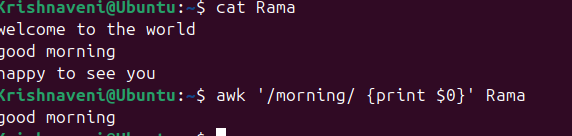 Krishnaveni@Ubuntu:~$ cat Rama
welcome to the world
good morning
happy to see you
Krishnaveni@Ubuntu:~$ awk '/morning/ {print $0}' Rama
good morning
Krishnaveni@Ubuntu:~$